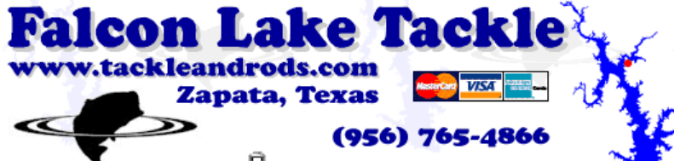 Falcon Lake Tackle
www.tackleandrods.com
MasterCard VISA
Zapata, Texas
(956) 765-4866